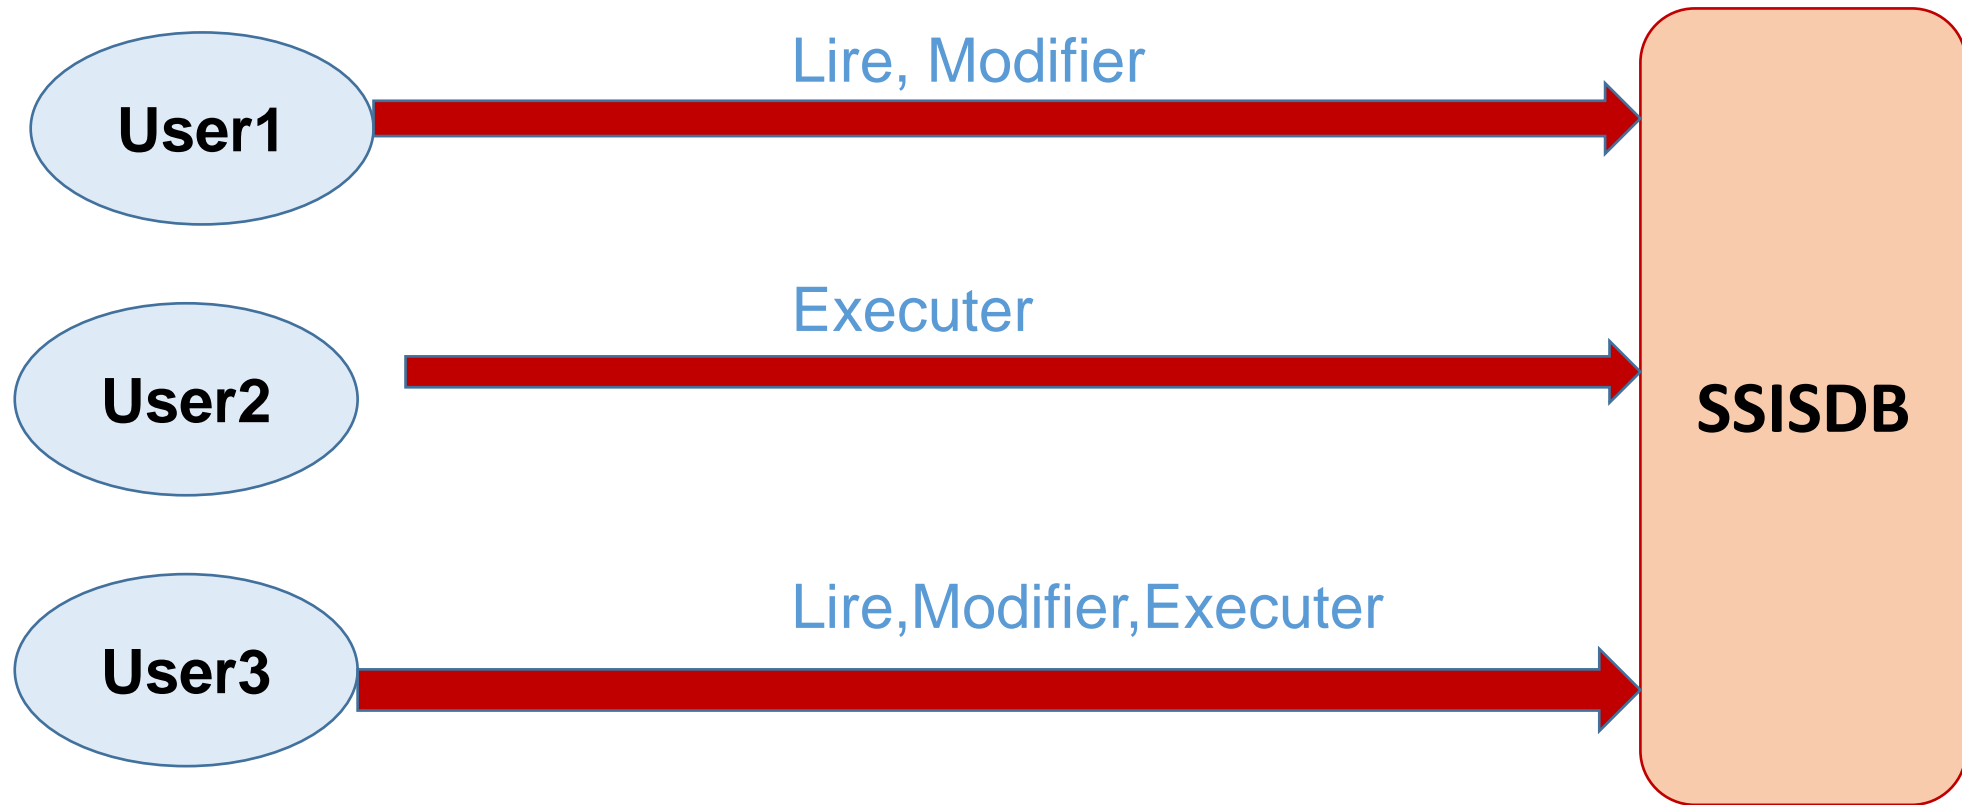 Lire, Modifier
User1
Executer
User2
SSISDB
Lire,Modifier,Executer
User3